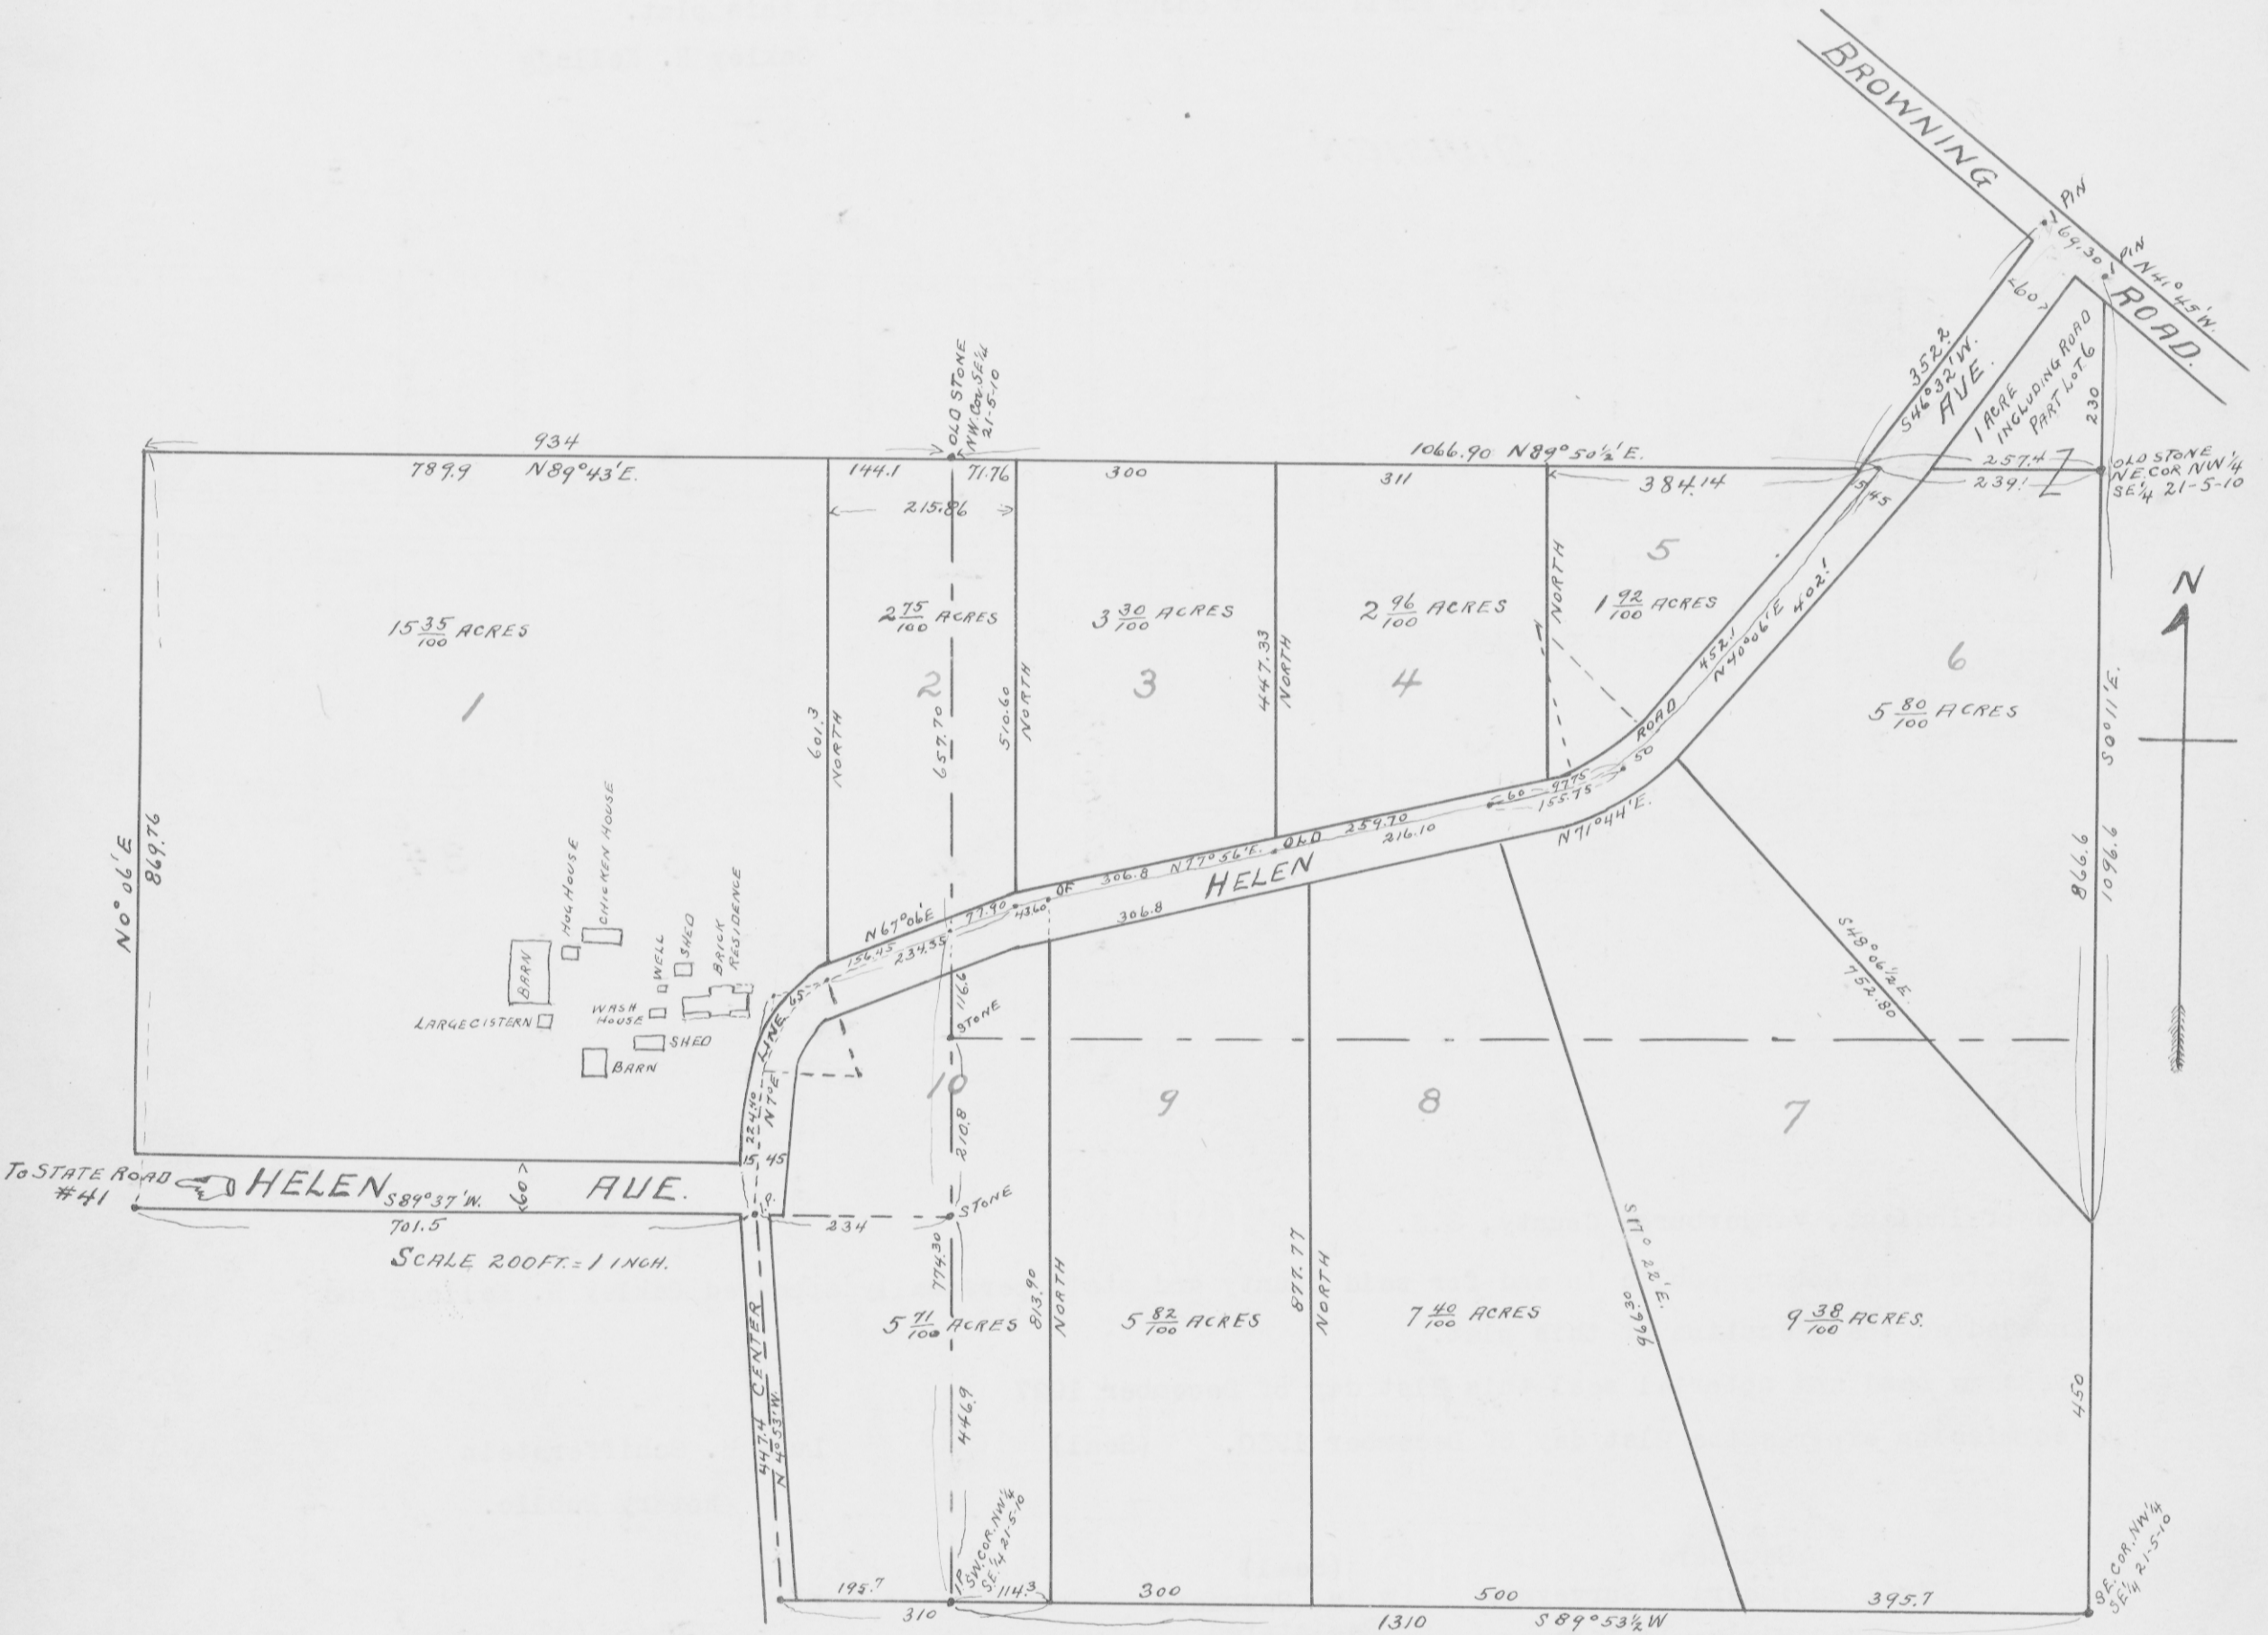 BROWNING
ROAD.
PIN
69.30
PIN
N41°45'W.
<60>
352.2
S46°32'W.
AVE.
1 ACRE
INCLUDING ROAD
PART LOT 6
230
OLD STONE
NW.COR.SE¼
21-5-10
934
789.9 N89°43'E.
144.1
71.76
215.86
300
311
1066.90 N89°50½'E.
384.14
257.4
239.1
OLD STONE
NE.COR NW¼
SE¼ 21-5-10
15 45
N
15 35/100 ACRES
1
2 75/100 ACRES
2
3 30/100 ACRES
3
2 96/100 ACRES
4
5
1 92/100 ACRES
6
5 80/100 ACRES
601.3
NORTH
657.70
510.60
NORTH
447.33
NORTH
NORTH
452.1
N40°06'E
402.1
S0°11'E.
866.6
1096.6
N0°06'E
869.76
HOG HOUSE
CHICKEN HOUSE
BARN
WELL
SHED
BRICK
RESIDENCE
LARGE CISTERN
WASH
HOUSE
SHED
BARN
N67°06'E
156.45
77.90
234.35
43.60
OF
306.8
N77°56'E.
OLD
259.70
216.10
306.8
HELEN
60
97.75
155.75
50
ROAD
N71°44'E.
65
LINE
N7°E
224.40
15 45
116.6
STONE
210.8
STONE
234
S48°06½'E.
752.80
10
9
8
7
To STATE ROAD
#41
HELEN
S89°37'W.
<60>
AVE.
701.5
SCALE 200 FT. = 1 INCH.
774.30
813.90
NORTH
877.77
NORTH
S17°22'E.
969.30
5 71/100 ACRES
5 82/100 ACRES
7 40/100 ACRES
9 38/100 ACRES.
447.4 CENTER
N4°53'W.
446.9
450
195.7
310
I.P.
SW.COR.NW¼
SE¼ 21-5-10
114.3
300
1310
500
S89°53½W
395.7
SE.COR.NW¼
SE¼ 21-5-10